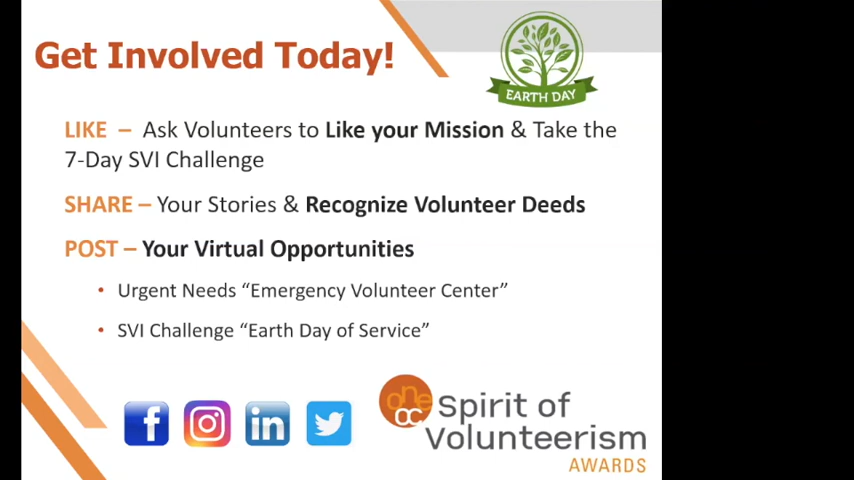 Get Involved Today!
EARTH DAY
LIKE – Ask Volunteers to Like your Mission & Take the
7-Day SVI Challenge
SHARE – Your Stories & Recognize Volunteer Deeds
POST – Your Virtual Opportunities
• Urgent Needs “Emergency Volunteer Center”
• SVI Challenge “Earth Day of Service”
one
OC
Spirit of
Volunteerism
AWARDS